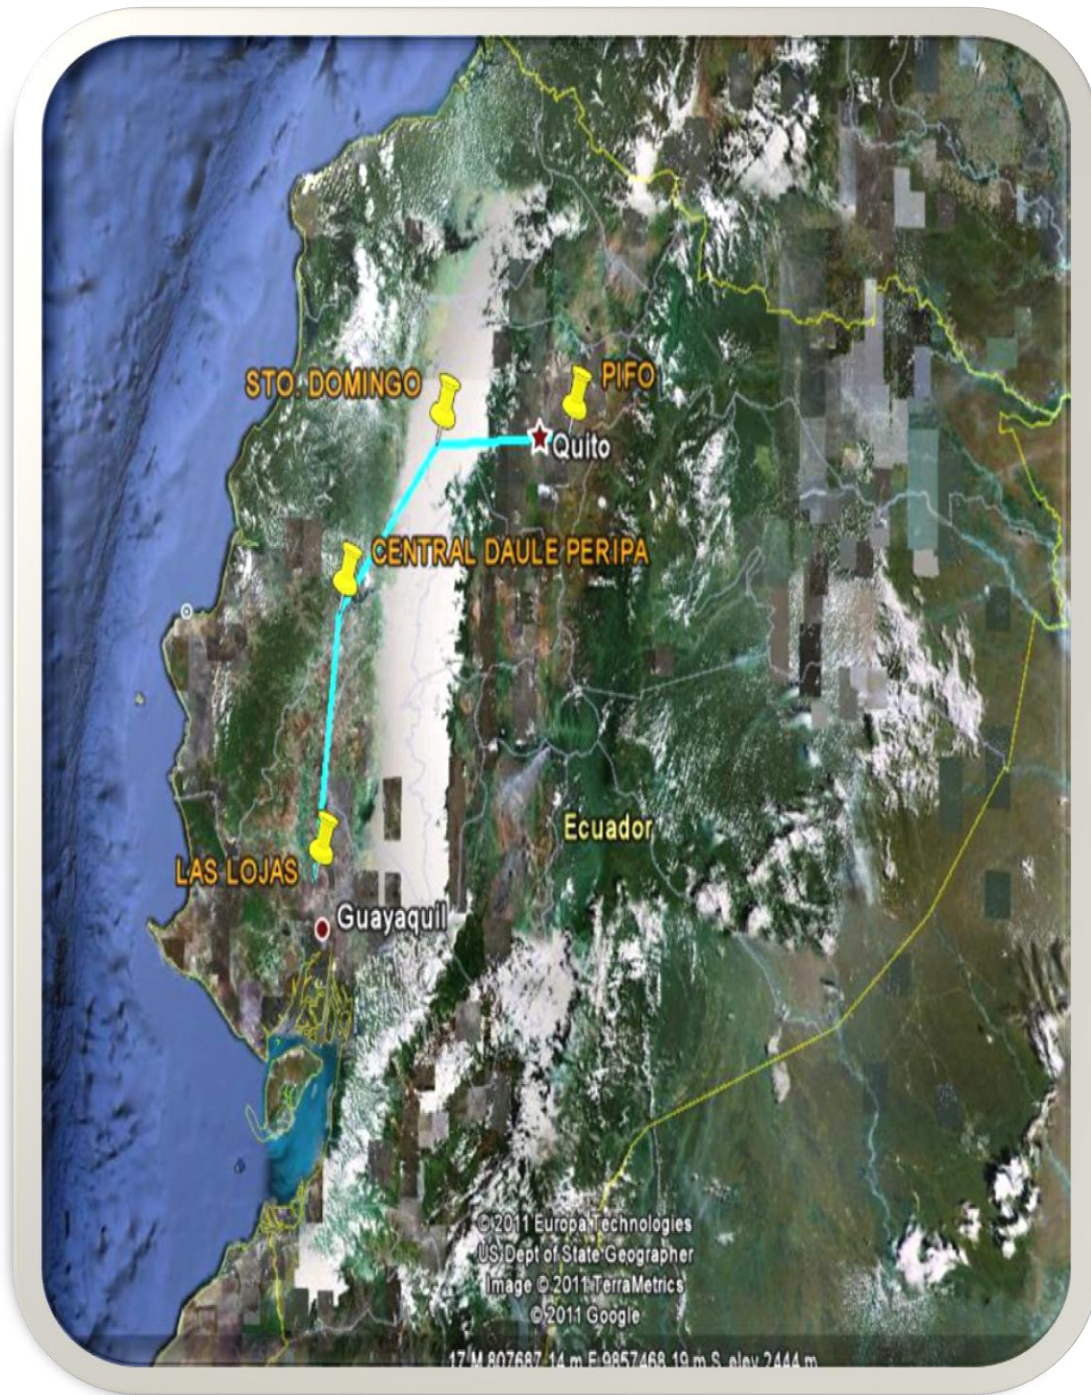 STO. DOMINGO
PIFO
Quito
CENTRAL DAULE PERIPA
Ecuador
LAS LOJAS
Guayaquil
© 2011 Europa Technologies
US Dept of State Geographer
Image © 2011 TerraMetrics
© 2011 Google
17 M 807687.14 m E 9857468.19 m S elev 2444 m